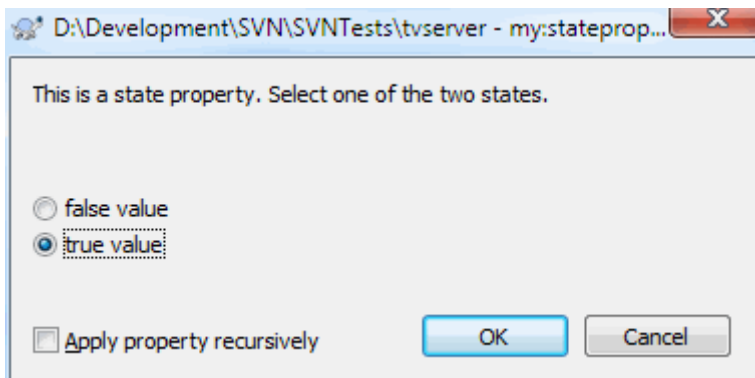 D:\Development\SVN\SVNTests\tvserver - my:stateprop...
This is a state property. Select one of the two states.
false value
true value
Apply property recursively
OK
Cancel